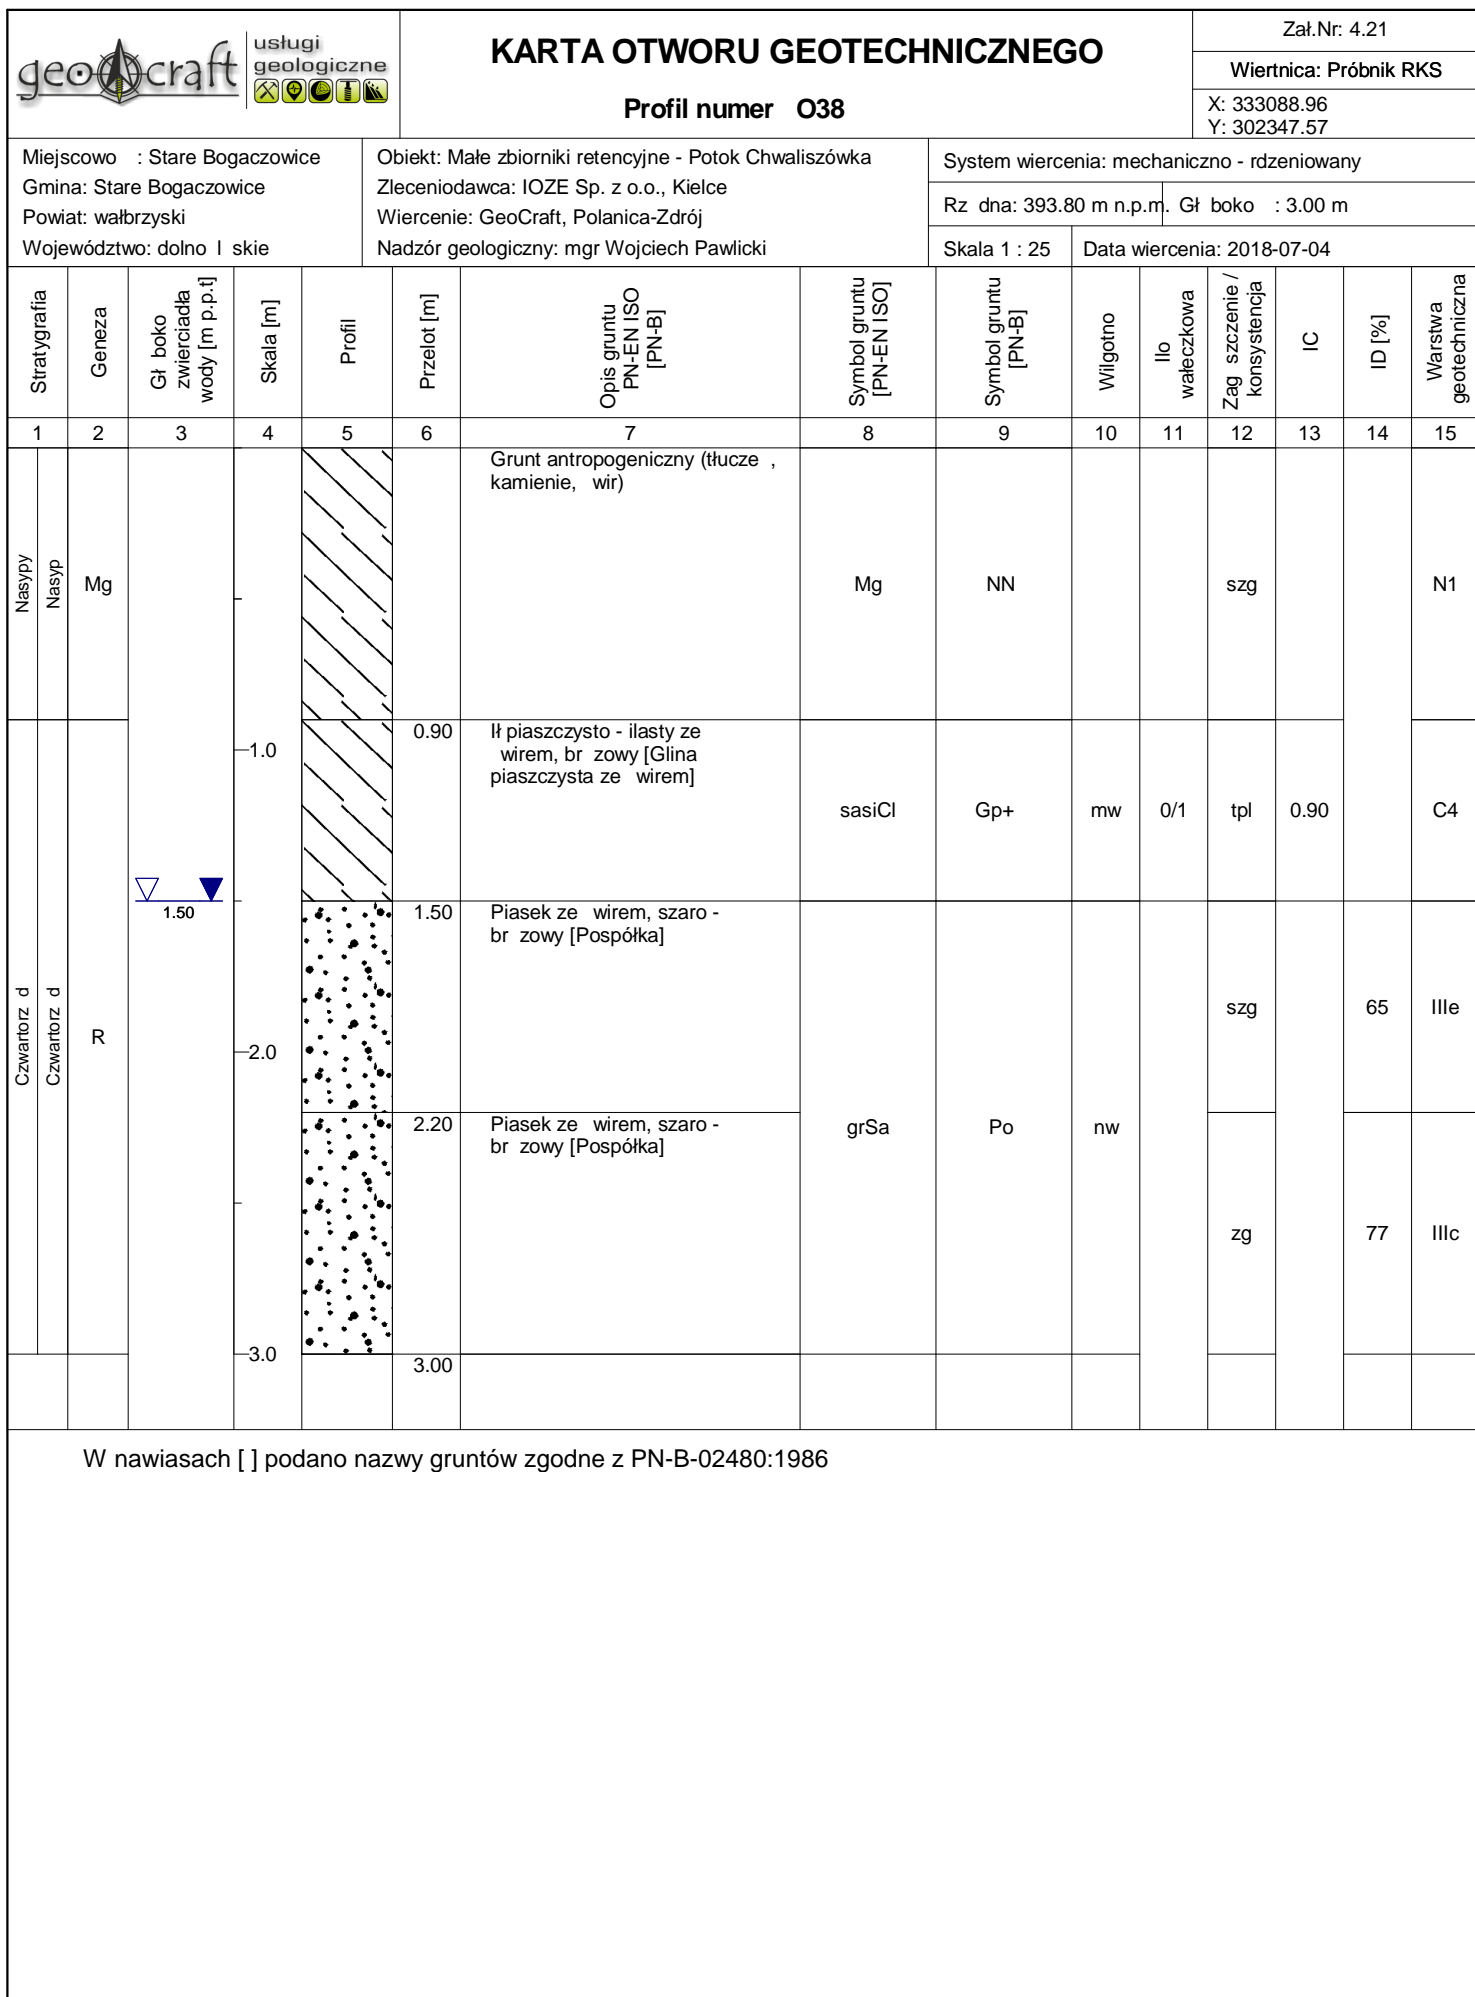 geocraft
usługi
geologiczne
KARTA OTWORU GEOTECHNICZNEGO
Profil numer O38
Zał.Nr: 4.21
Wiertnica: Próbnik RKS
X: 333088.96
Y: 302347.57
Miejscowo : Stare Bogaczowice
Gmina: Stare Bogaczowice
Powiat: wałbrzyski
Województwo: dolno l skie
Obiekt: Małe zbiorniki retencyjne - Potok Chwaliszówka
Zleceniodawca: IOZE Sp. z o.o., Kielce
Wiercenie: GeoCraft, Polanica-Zdrój
Nadzór geologiczny: mgr Wojciech Pawlicki
System wiercenia: mechaniczno - rdzeniowany
Rz dna: 393.80 m n.p.m. Gł boko : 3.00 m
Skala 1 : 25 Data wiercenia: 2018-07-04
Stratygrafia
Geneza
Gł boko
zwierciadła
wody [m p.p.t]
Skala [m]
Profil
Przelot [m]
Opis gruntu
PN-EN ISO
[PN-B]
Symbol gruntu
[PN-EN ISO]
Symbol gruntu
[PN-B]
Wilgotno
Ilo
wałeczkowa
Zag szczenie /
konsystencja
IC
ID [%]
Warstwa
geotechniczna
1 2 3 4 5 6 7 8 9 10 11 12 13 14 15
Nasypy
Nasyp
Mg
Grunt antropogeniczny (tłucze ,
kamienie, wir)
Mg NN szg N1
1.0
0.90
Ił piaszczysto - ilasty ze
wirem, br zowy [Glina
piaszczysta ze wirem]
sasiCl Gp+ mw 0/1 tpl 0.90 C4
1.50
Czwartorz d
Czwartorz d
R
2.0
1.50
Piasek ze wirem, szaro -
br zowy [Pospółka]
szg 65 IIIe
2.20
Piasek ze wirem, szaro -
br zowy [Pospółka]
grSa Po nw
zg 77 IIIc
3.0
3.00
W nawiasach [ ] podano nazwy gruntów zgodne z PN-B-02480:1986